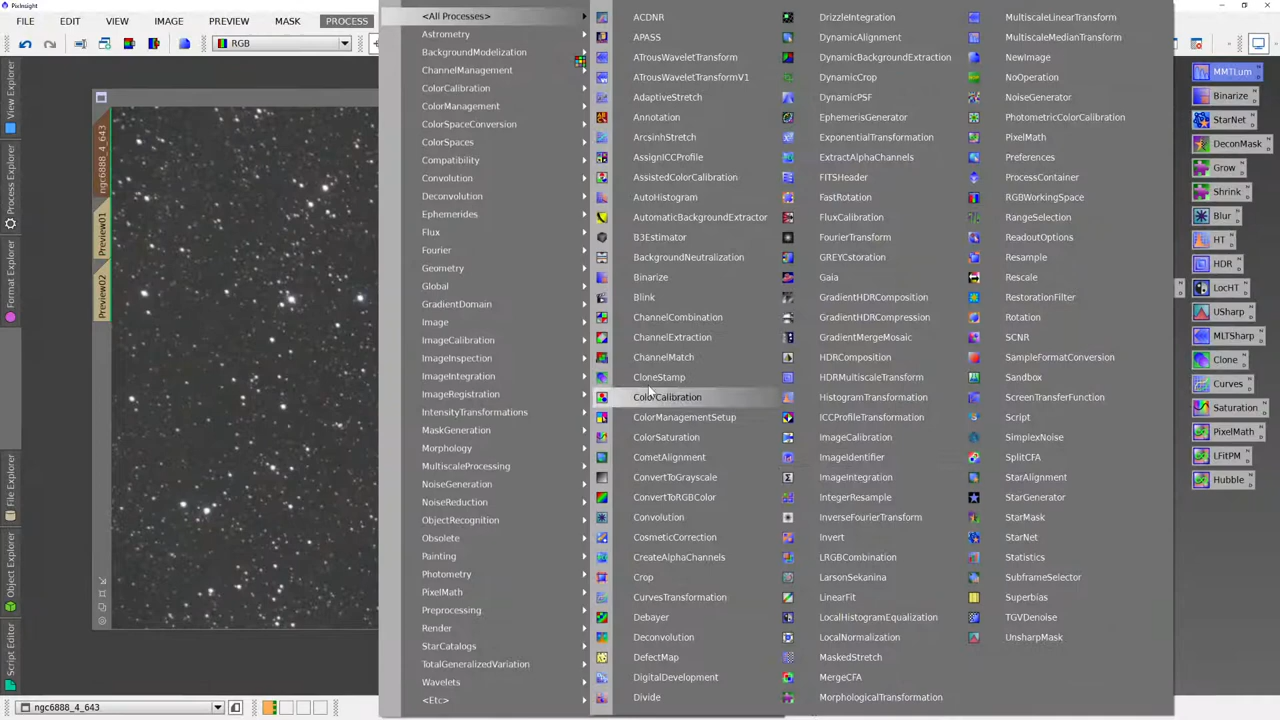 PixInsight
FILE
EDIT
VIEW
IMAGE
PREVIEW
MASK
PROCESS
RGB
View Explorer
Process Explorer
Format Explorer
File Explorer
Object Explorer
Script Editor
ngc6888_4_643
Preview01
Preview02
<All Processes>
Astrometry
BackgroundModelization
ChannelManagement
ColorCalibration
ColorManagement
ColorSpaceConversion
ColorSpaces
Compatibility
Convolution
Deconvolution
Ephemerides
Flux
Fourier
Geometry
Global
GradientDomain
Image
ImageCalibration
ImageInspection
ImageIntegration
ImageRegistration
IntensityTransformations
MaskGeneration
Morphology
MultiscaleProcessing
NoiseGeneration
NoiseReduction
ObjectRecognition
Obsolete
Painting
Photometry
PixelMath
Preprocessing
Render
StarCatalogs
TotalGeneralizedVariation
Wavelets
<Etc>
ACDNR
APASS
ATrousWaveletTransform
ATrousWaveletTransformV1
AdaptiveStretch
Annotation
ArcsinhStretch
AssignICCProfile
AssistedColorCalibration
AutoHistogram
AutomaticBackgroundExtractor
B3Estimator
BackgroundNeutralization
Binarize
Blink
ChannelCombination
ChannelExtraction
ChannelMatch
CloneStamp
ColorCalibration
ColorManagementSetup
ColorSaturation
CometAlignment
ConvertToGrayscale
ConvertToRGBColor
Convolution
CosmeticCorrection
CreateAlphaChannels
Crop
CurvesTransformation
Debayer
Deconvolution
DefectMap
DigitalDevelopment
Divide
DrizzleIntegration
DynamicAlignment
DynamicBackgroundExtraction
DynamicCrop
DynamicPSF
EphemerisGenerator
ExponentialTransformation
ExtractAlphaChannels
FITSHeader
FastRotation
FluxCalibration
FourierTransform
GREYCstoration
Gaia
GradientHDRComposition
GradientHDRCompression
GradientMergeMosaic
HDRComposition
HDRMultiscaleTransform
HistogramTransformation
ICCProfileTransformation
ImageCalibration
ImageIdentifier
ImageIntegration
IntegerResample
InverseFourierTransform
Invert
LRGBCombination
LarsonSekanina
LinearFit
LocalHistogramEqualization
LocalNormalization
MaskedStretch
MergeCFA
MorphologicalTransformation
MultiscaleLinearTransform
MultiscaleMedianTransform
NewImage
NoOperation
NoiseGenerator
PhotometricColorCalibration
PixelMath
Preferences
ProcessContainer
RGBWorkingSpace
RangeSelection
ReadoutOptions
Resample
Rescale
RestorationFilter
Rotation
SCNR
SampleFormatConversion
Sandbox
ScreenTransferFunction
Script
SimplexNoise
SplitCFA
StarAlignment
StarGenerator
StarMask
StarNet
Statistics
SubframeSelector
Superbias
TGVDenoise
UnsharpMask
MMTLum
Binarize
StarNet
DeconMask
Grow
Shrink
Blur
HT
HDR
LocHT
USharp
MLTSharp
Clone
Curves
Saturation
PixelMath
LFitPM
Hubble
ngc6888_4_643